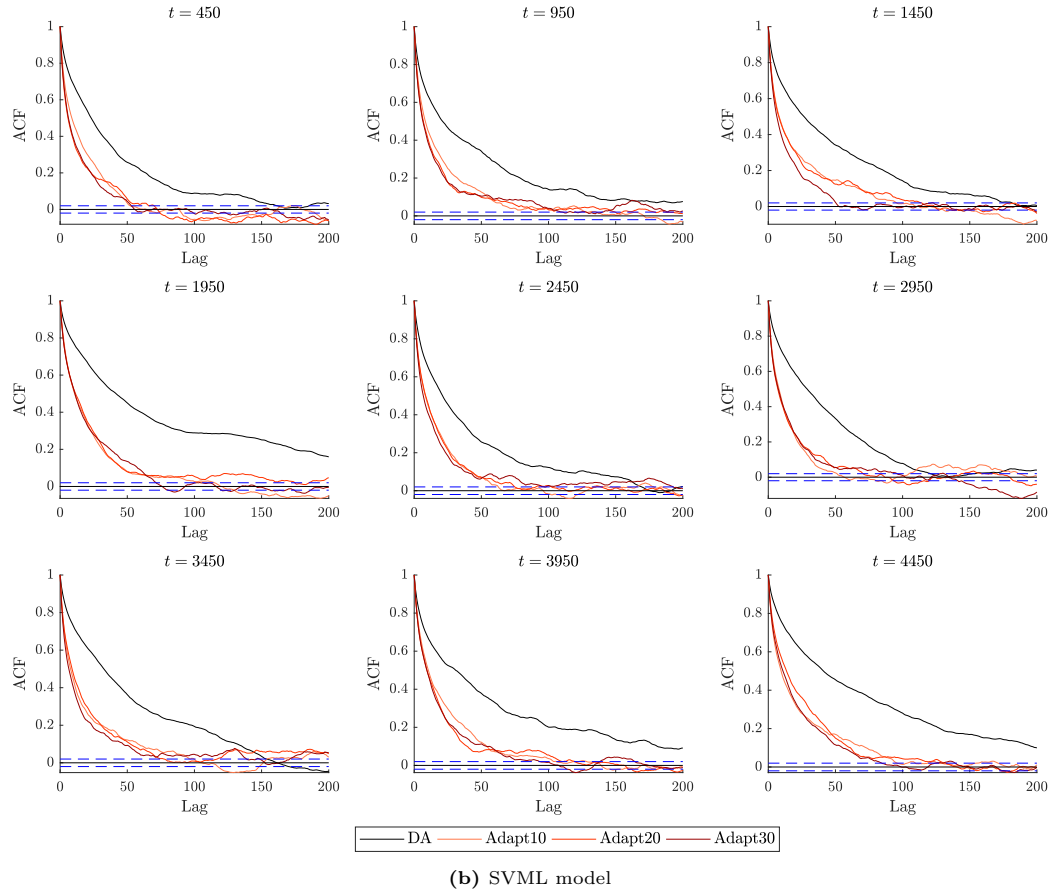 t = 450
t = 950
t = 1450
1
0.8
0.6
0.4
0.2
0
ACF
0 50 100 150 200
Lag
1
0.8
0.6
0.4
0.2
0
ACF
0 50 100 150 200
Lag
1
0.8
0.6
0.4
0.2
0
ACF
0 50 100 150 200
Lag
t = 1950
t = 2450
t = 2950
1
0.8
0.6
0.4
0.2
0
ACF
0 50 100 150 200
Lag
1
0.8
0.6
0.4
0.2
0
ACF
0 50 100 150 200
Lag
1
0.8
0.6
0.4
0.2
0
ACF
0 50 100 150 200
Lag
t = 3450
t = 3950
t = 4450
1
0.8
0.6
0.4
0.2
0
ACF
0 50 100 150 200
Lag
1
0.8
0.6
0.4
0.2
0
ACF
0 50 100 150 200
Lag
1
0.8
0.6
0.4
0.2
0
ACF
0 50 100 150 200
Lag
DA Adapt10 Adapt20 Adapt30
(b) SVML model